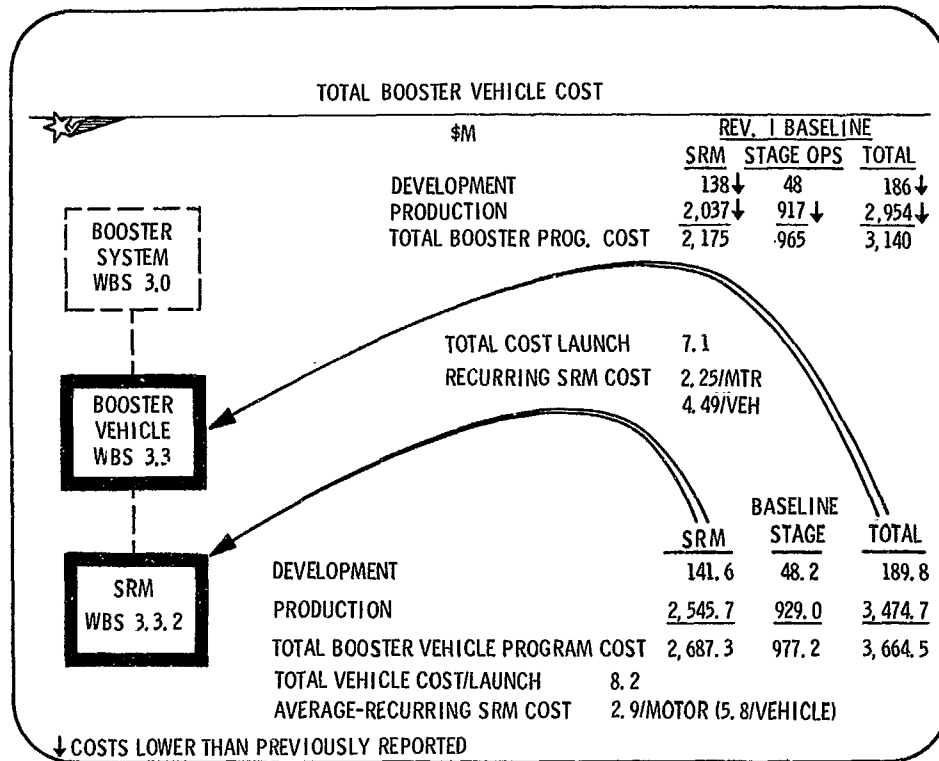 TOTAL BOOSTER VEHICLE COST
$M
REV. I BASELINE
SRM STAGE OPS TOTAL
DEVELOPMENT 138↓ 48 186↓
PRODUCTION 2,037↓ 917↓ 2,954↓
TOTAL BOOSTER PROG. COST 2,175 965 3,140
BOOSTER
SYSTEM
WBS 3.0
TOTAL COST LAUNCH 7.1
RECURRING SRM COST 2.25/MTR
4.49/VEH
BOOSTER
VEHICLE
WBS 3.3
BASELINE
SRM STAGE TOTAL
DEVELOPMENT 141.6 48.2 189.8
SRM
WBS 3.3.2
PRODUCTION 2,545.7 929.0 3,474.7
TOTAL BOOSTER VEHICLE PROGRAM COST 2,687.3 977.2 3,664.5
TOTAL VEHICLE COST/LAUNCH 8.2
AVERAGE-RECURRING SRM COST 2.9/MOTOR (5.8/VEHICLE)
↓ COSTS LOWER THAN PREVIOUSLY REPORTED